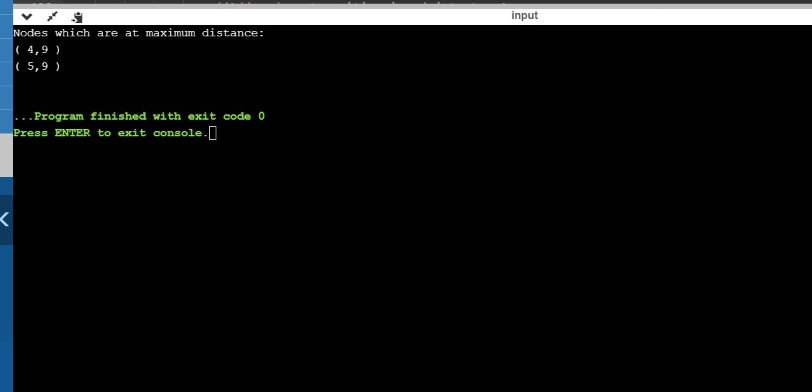 input
Nodes which are at maximum distance:
( 4,9 )
( 5,9 )
...Program finished with exit code 0
Press ENTER to exit console.